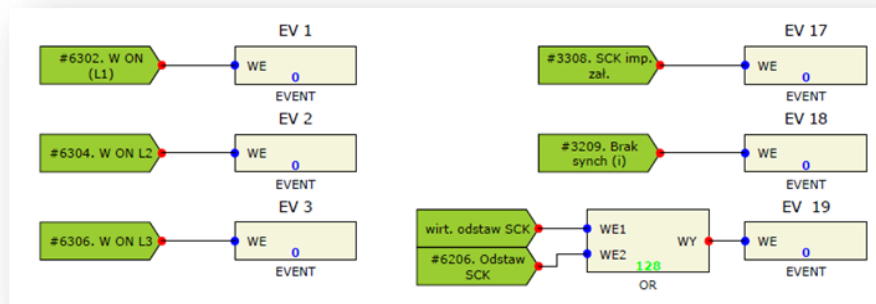 EV 1
#6302. W ON
(L1)
WE
0
EVENT
EV 2
#6304. W ON L2
WE
0
EVENT
EV 3
#6306. W ON L3
WE
0
EVENT
EV 17
#3308. SCK imp.
zał.
WE
0
EVENT
EV 18
#3209. Brak
synch (i)
WE
0
EVENT
EV 19
wirt. odstaw SCK
#6206. Odstaw
SCK
WE1
WE2
WY
128
OR
WE
0
EVENT